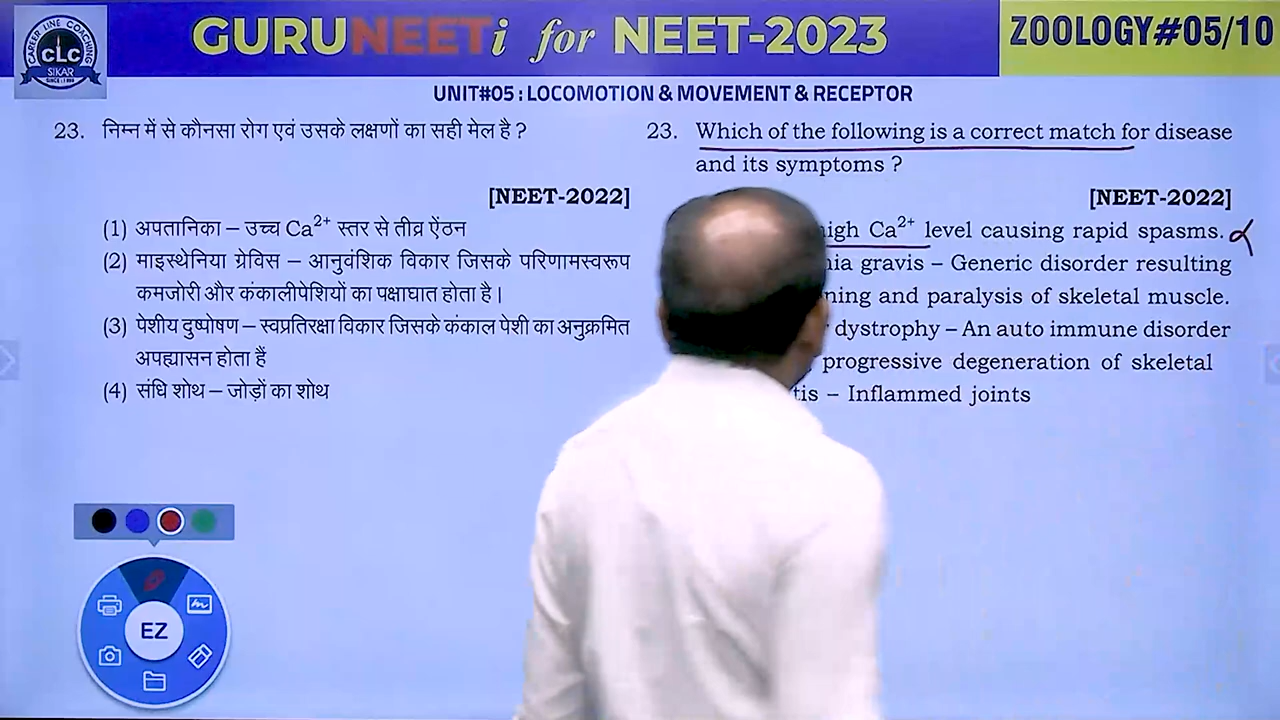 CAREER LINE COACHING
CLC
SIKAR
SINCE : 1996
GURUNEETi for NEET-2023
ZOOLOGY#05/10
UNIT#05 : LOCOMOTION & MOVEMENT & RECEPTOR
23. निम्न में से कौनसा रोग एवं उसके लक्षणों का सही मेल है ?
[NEET-2022]
(1) अपतानिका – उच्च Ca2+ स्तर से तीव्र ऐंठन
(2) माइस्थेनिया ग्रेविस – आनुवंशिक विकार जिसके परिणामस्वरूप
कमजोरी और कंकालीपेशियों का पक्षाघात होता है।
(3) पेशीय दुष्पोषण – स्वप्रतिरक्षा विकार जिसके कंकाल पेशी का अनुक्रमित
अपह्यासन होता हैं
(4) संधि शोथ – जोड़ों का शोथ
23. Which of the following is a correct match for disease
and its symptoms ?
[NEET-2022]
high Ca2+ level causing rapid spasms.
gravis – Generic disorder resulting
and paralysis of skeletal muscle.
dystrophy – An auto immune disorder
progressive degeneration of skeletal
– Inflammed joints
EZ